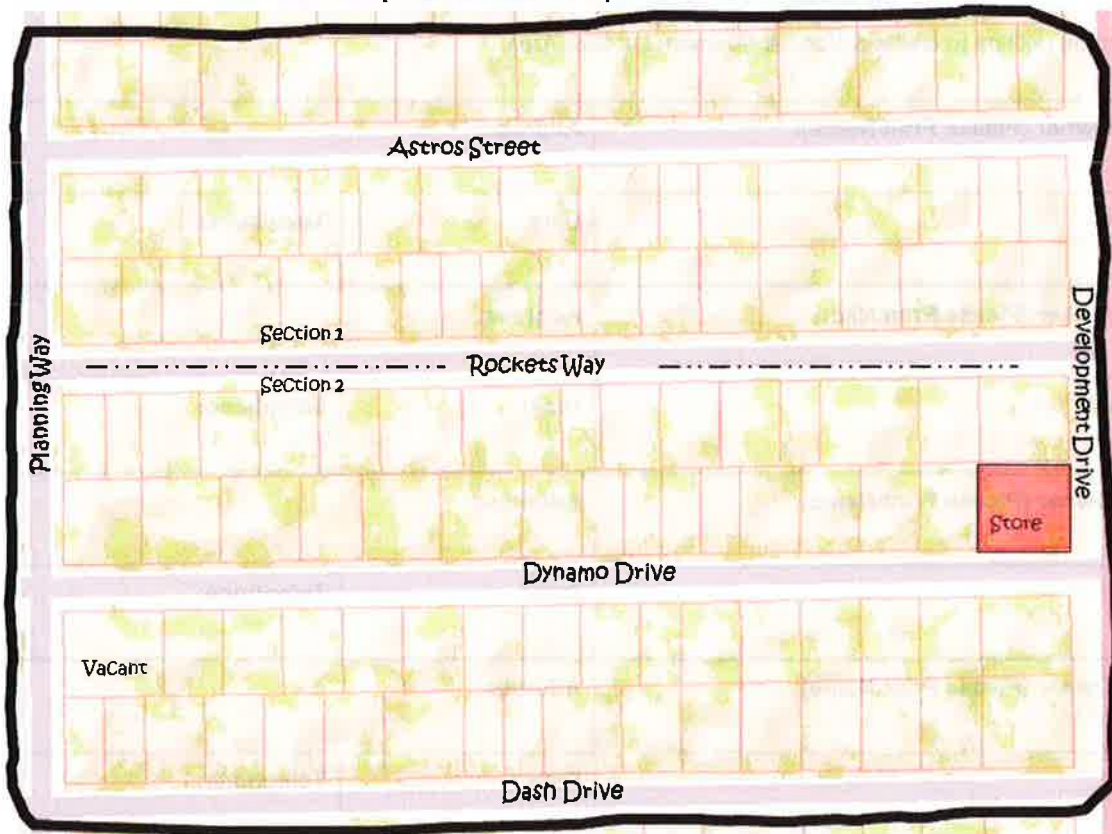 Astros Street
Section 1
Rockets Way
Section 2
Planning Way
Development Drive
Store
Dynamo Drive
Vacant
Dash Drive